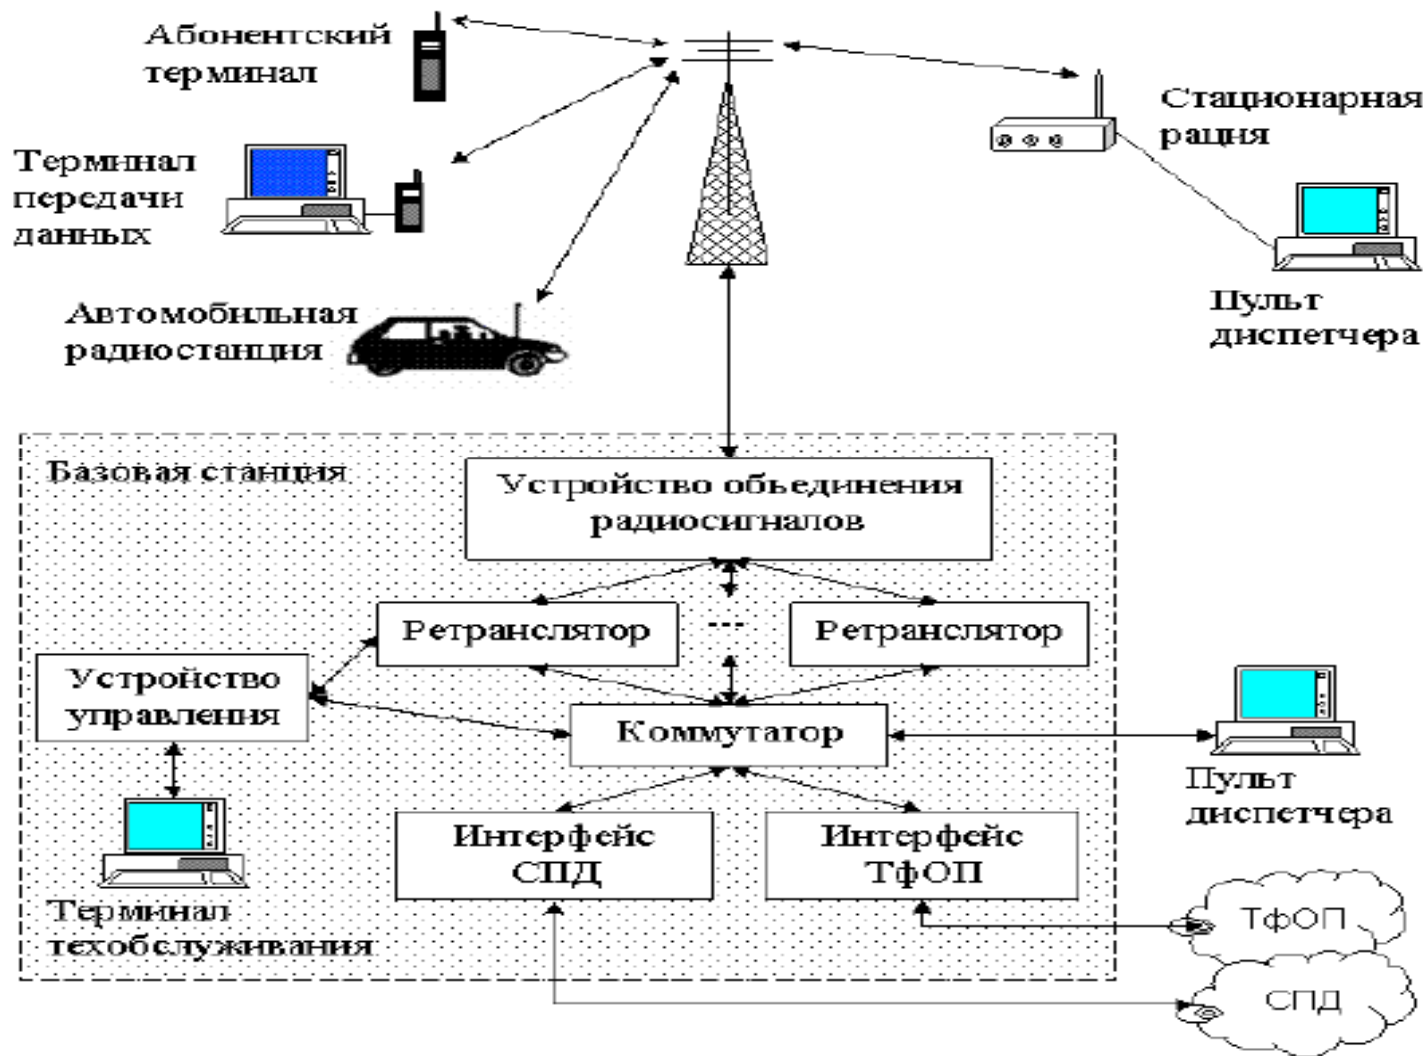 Абонентский
терминал
Стационарная
рация
Терминал
передачи
данных
Пульт
диспетчера
Автомобильная
радиостанция
Базовая станция
Устройство обьединения
радиосигналов
Ретранслятор
...
Ретранслятор
Устройство
управления
Коммутатор
Пульт
диспетчера
Интерфейс
СПД
Интерфейс
ТфОП
Терминал
техобслуживания
ТфОП
СПД